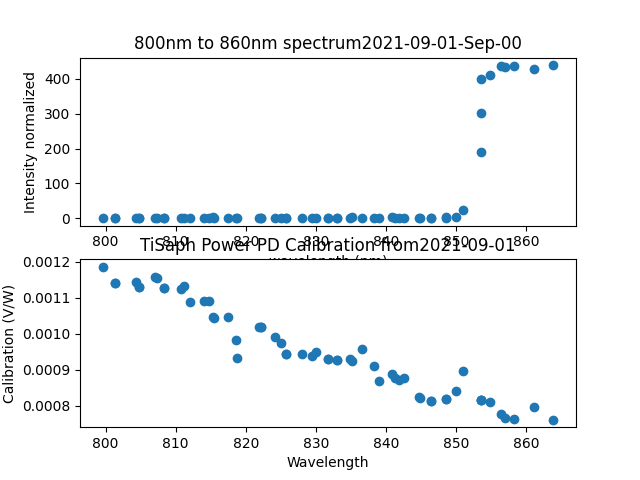 800nm to 860nm spectrum2021-09-01-Sep-00
Intensity normalized
400
300
200
100
0
800 810 820 830 840 850 860
wavelength (nm)
TiSaph Power PD Calibration from2021-09-01
Calibration (V/W)
0.0012
0.0011
0.0010
0.0009
0.0008
800 810 820 830 840 850 860
Wavelength